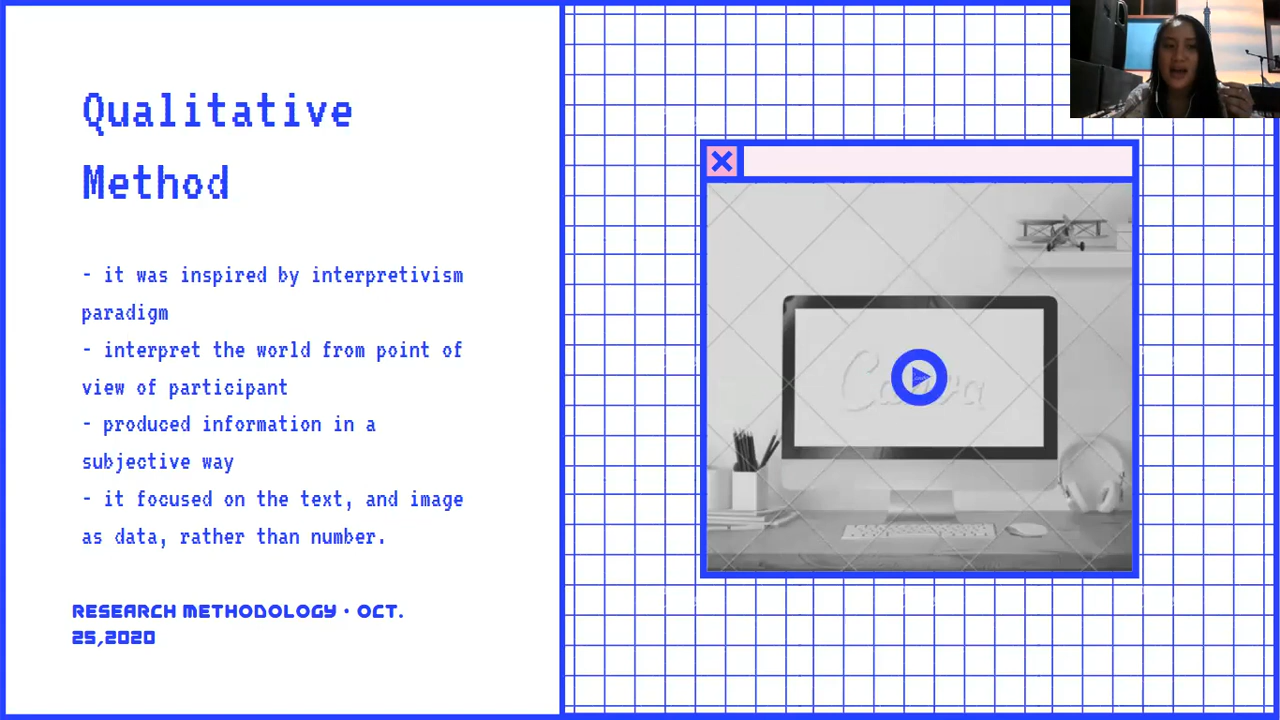 Qualitative
Method
- it was inspired by interpretivism
paradigm
- interpret the world from point of
view of participant
- produced information in a
subjective way
- it focused on the text, and image
as data, rather than number.
RESEARCH METHODOLOGY • OCT.
25,2020
Canva